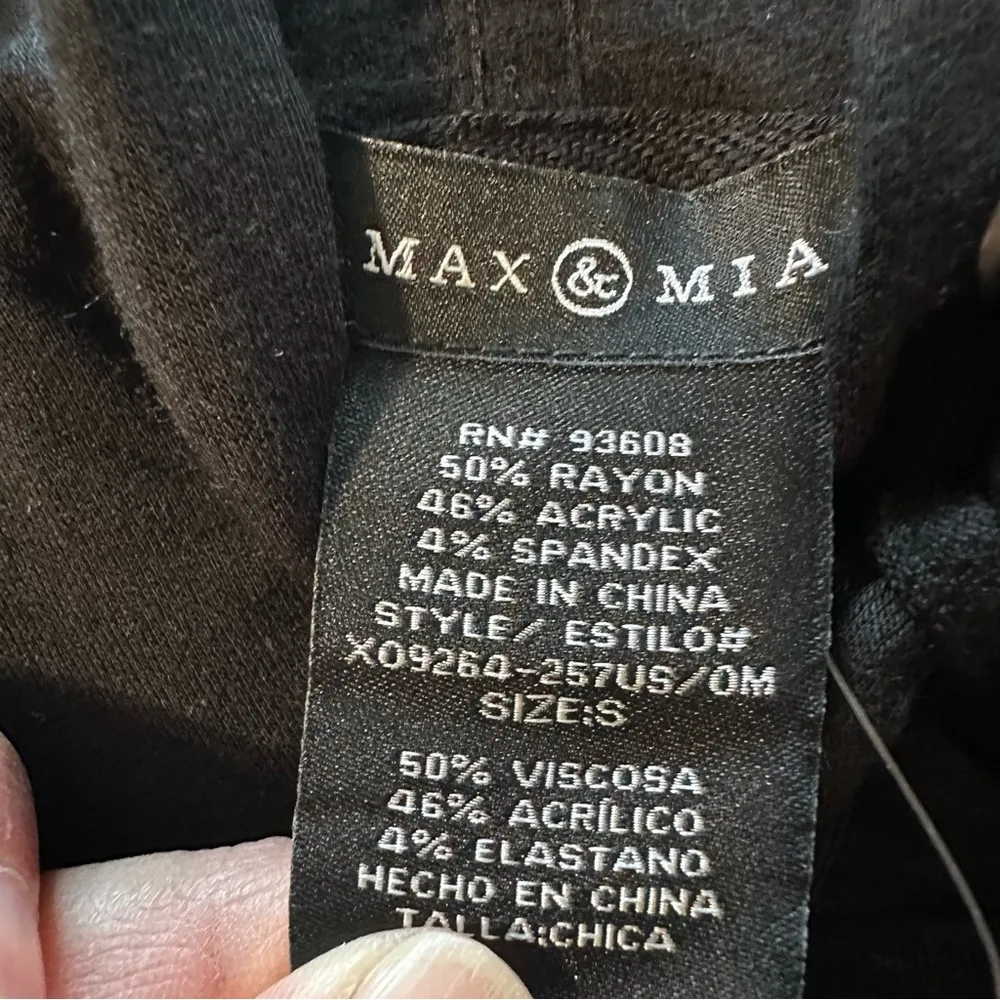 MAX & MIA
RN# 93608
50% RAYON
46% ACRYLIC
4% SPANDEX
MADE IN CHINA
STYLE/ ESTILO#
X09264-257US/0M
SIZE:S
50% VISCOSA
46% ACRÍLICO
4% ELASTANO
HECHO EN CHINA
TALLA:CHICA